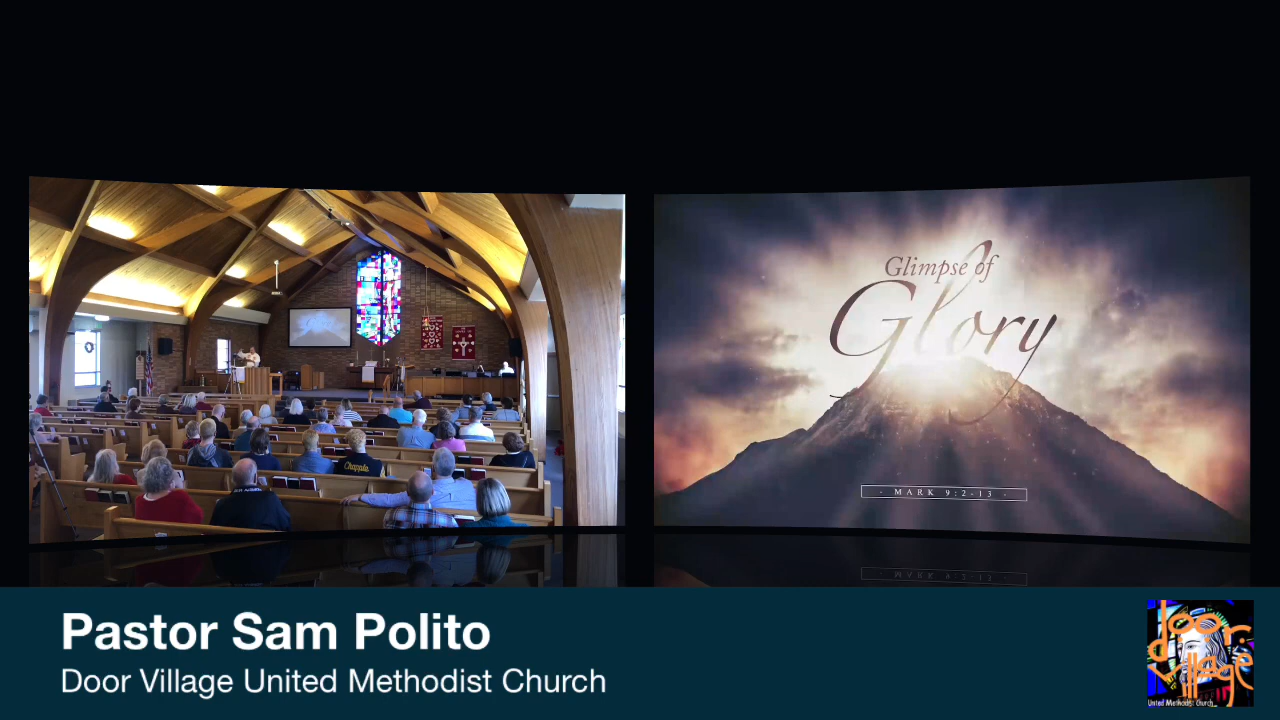 Chapple
Glimpse of
Glory
- MARK 9:2-13 -
Pastor Sam Polito
Door Village United Methodist Church
door
village
United Methodist Church